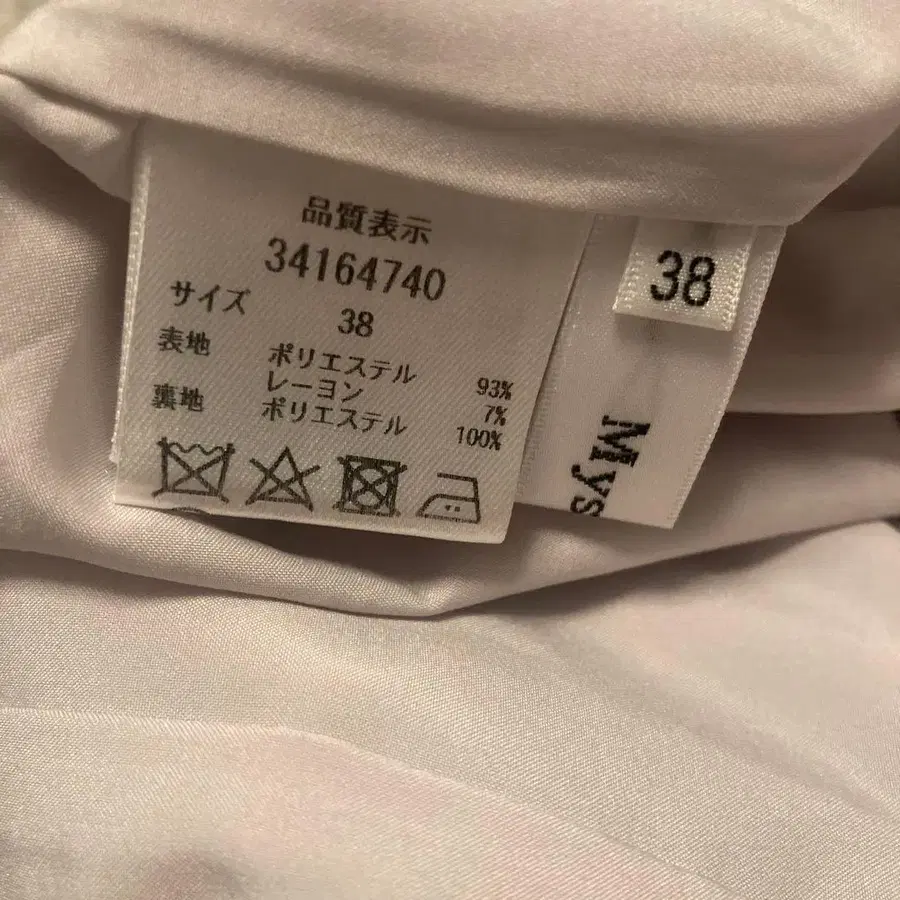 品質表示
34164740
サイズ 38
表地 ポリエステル 93%
レーヨン 7%
裏地 ポリエステル 100%
38
Mys